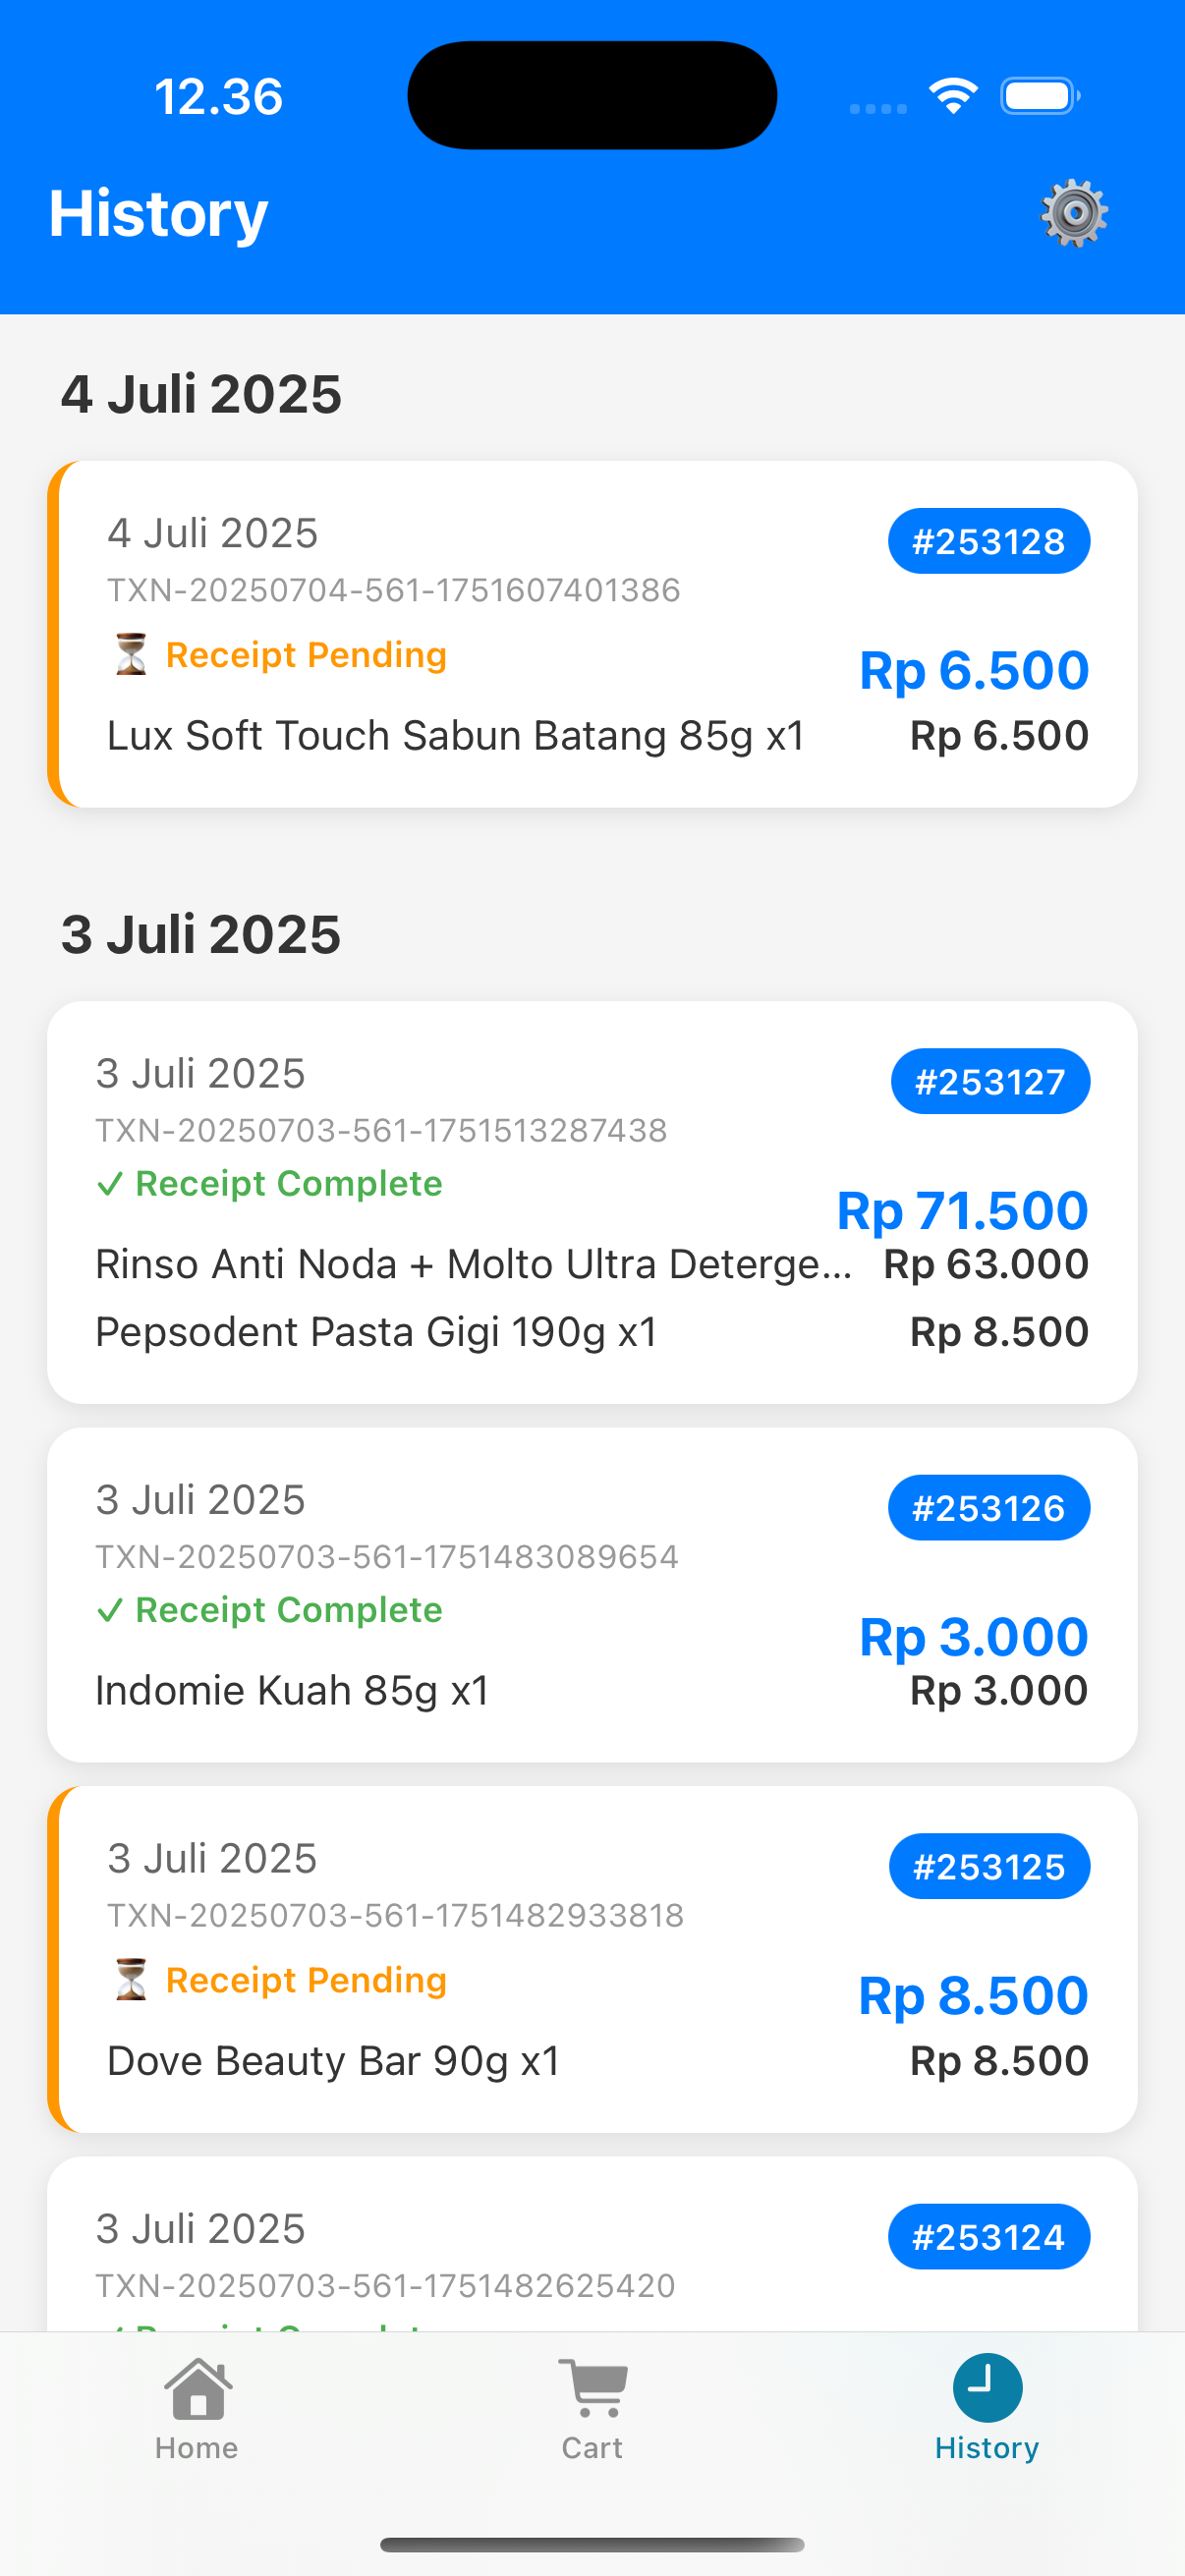 12.36
History
4 Juli 2025
4 Juli 2025
#253128
TXN-20250704-561-1751607401386
⏳ Receipt Pending
Rp 6.500
Lux Soft Touch Sabun Batang 85g x1 Rp 6.500
3 Juli 2025
3 Juli 2025
#253127
TXN-20250703-561-1751513287438
✓ Receipt Complete
Rp 71.500
Rinso Anti Noda + Molto Ultra Deterge... Rp 63.000
Pepsodent Pasta Gigi 190g x1 Rp 8.500
3 Juli 2025
#253126
TXN-20250703-561-1751483089654
✓ Receipt Complete
Rp 3.000
Indomie Kuah 85g x1 Rp 3.000
3 Juli 2025
#253125
TXN-20250703-561-1751482933818
⏳ Receipt Pending
Rp 8.500
Dove Beauty Bar 90g x1 Rp 8.500
3 Juli 2025
#253124
TXN-20250703-561-1751482625420
Home
Cart
History